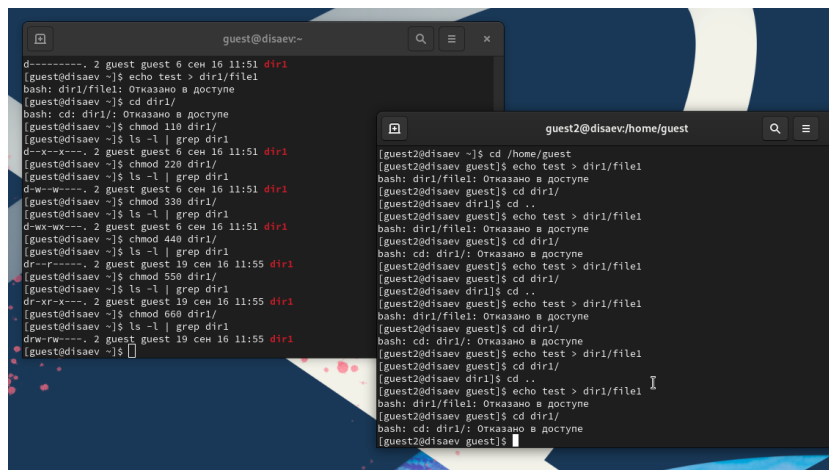 guest@disaev:~
d---------. 2 guest guest 6 сен 16 11:51 dir1
[guest@disaev ~]$ echo test > dir1/file1
bash: dir1/file1: Отказано в доступе
[guest@disaev ~]$ cd dir1/
bash: cd: dir1/: Отказано в доступе
[guest@disaev ~]$ chmod 110 dir1/
[guest@disaev ~]$ ls -l | grep dir1
d--x--x---. 2 guest guest 6 сен 16 11:51 dir1
[guest@disaev ~]$ chmod 220 dir1/
[guest@disaev ~]$ ls -l | grep dir1
d-w--w----. 2 guest guest 6 сен 16 11:51 dir1
[guest@disaev ~]$ chmod 330 dir1/
[guest@disaev ~]$ ls -l | grep dir1
d-wx-wx---. 2 guest guest 6 сен 16 11:51 dir1
[guest@disaev ~]$ chmod 440 dir1/
[guest@disaev ~]$ ls -l | grep dir1
dr--r-----. 2 guest guest 19 сен 16 11:55 dir1
[guest@disaev ~]$ chmod 550 dir1/
[guest@disaev ~]$ ls -l | grep dir1
dr-xr-x---. 2 guest guest 19 сен 16 11:55 dir1
[guest@disaev ~]$ chmod 660 dir1/
[guest@disaev ~]$ ls -l | grep dir1
drw-rw----. 2 guest guest 19 сен 16 11:55 dir1
[guest@disaev ~]$
guest2@disaev:/home/guest
[guest2@disaev ~]$ cd /home/guest
[guest2@disaev guest]$ echo test > dir1/file1
bash: dir1/file1: Отказано в доступе
[guest2@disaev guest]$ cd dir1/
[guest2@disaev dir1]$ cd ..
[guest2@disaev guest]$ echo test > dir1/file1
bash: dir1/file1: Отказано в доступе
[guest2@disaev guest]$ cd dir1/
bash: cd: dir1/: Отказано в доступе
[guest2@disaev guest]$ echo test > dir1/file1
[guest2@disaev guest]$ cd dir1/
[guest2@disaev dir1]$ cd ..
[guest2@disaev guest]$ echo test > dir1/file1
bash: dir1/file1: Отказано в доступе
[guest2@disaev guest]$ cd dir1/
bash: cd: dir1/: Отказано в доступе
[guest2@disaev guest]$ echo test > dir1/file1
[guest2@disaev guest]$ cd dir1/
[guest2@disaev dir1]$ cd ..
[guest2@disaev guest]$ echo test > dir1/file1
bash: dir1/file1: Отказано в доступе
[guest2@disaev guest]$ cd dir1/
bash: cd: dir1/: Отказано в доступе
[guest2@disaev guest]$